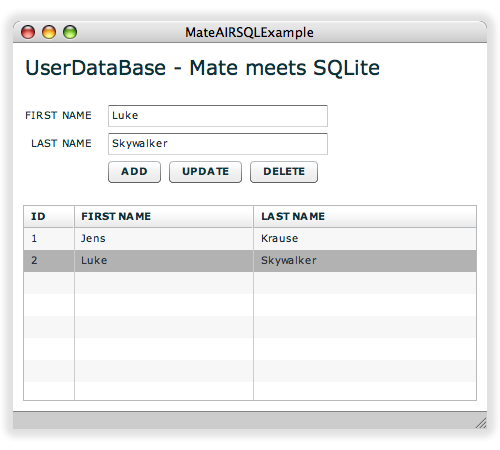 MateAIRSQLExample
UserDataBase - Mate meets SQLite
FIRST NAME Luke
LAST NAME Skywalker
ADD UPDATE DELETE
ID FIRST NAME LAST NAME
1 Jens Krause
2 Luke Skywalker